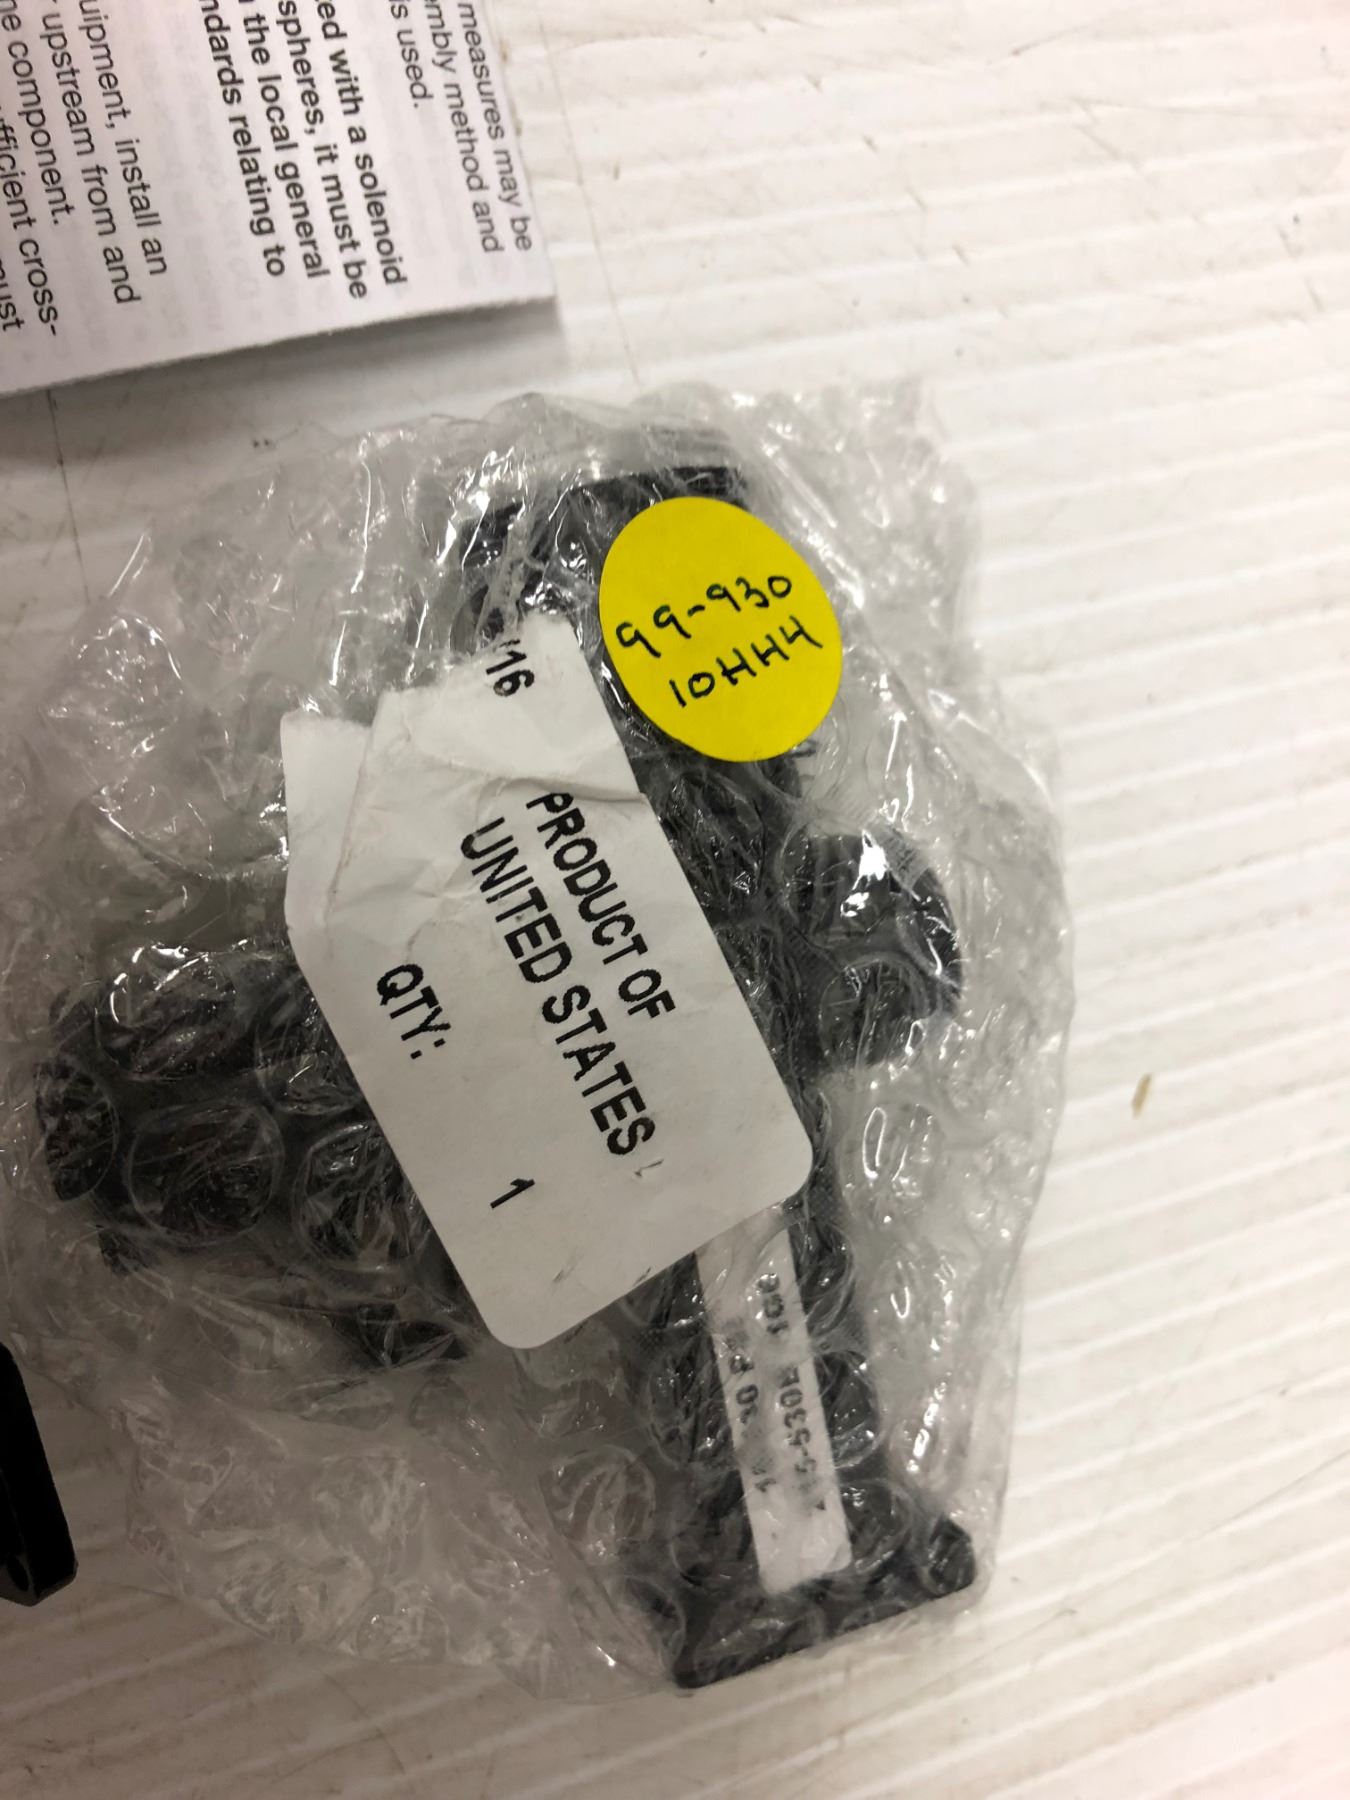 measures may be
embly method and
is used.
ed with a solenoid
spheres, it must be
the local general
ndards relating to
uipment, install an
upstream from and
component.
fficient cross-
must
99-930
10HH4
'16
PRODUCT OF
UNITED STATES
QTY: 1